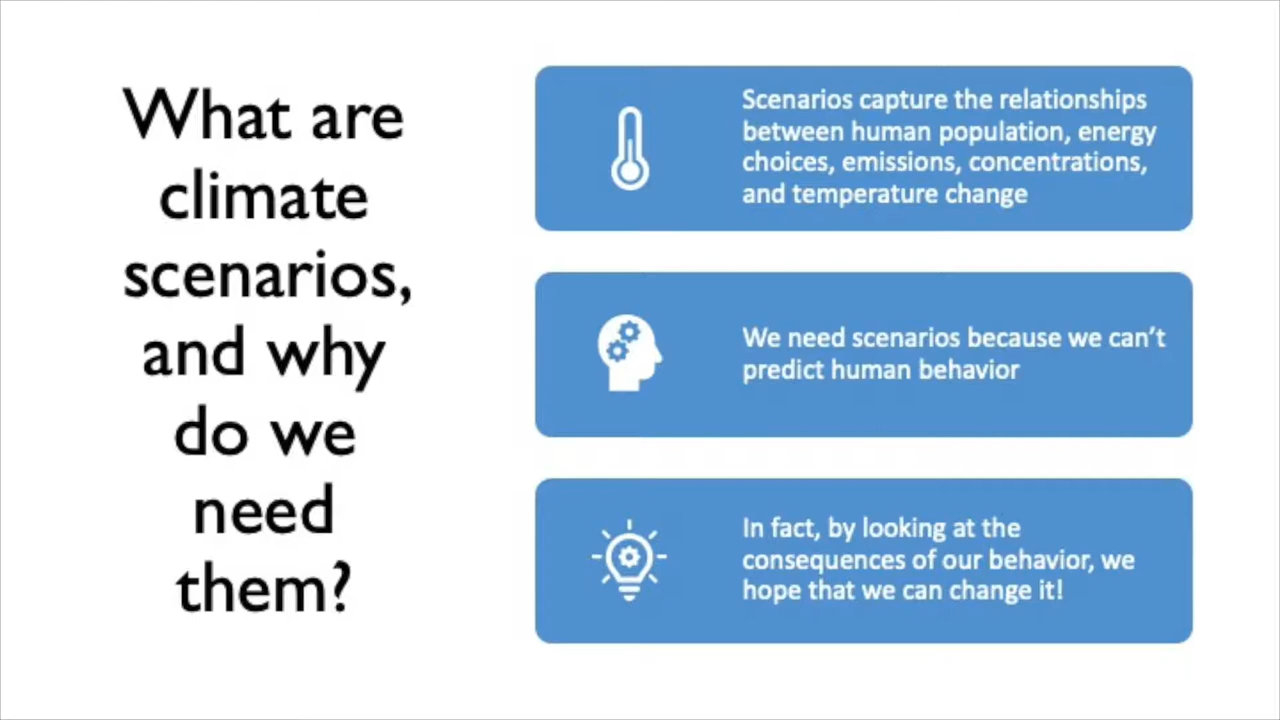 What are
climate
scenarios,
and why
do we
need
them?
Scenarios capture the relationships
between human population, energy
choices, emissions, concentrations,
and temperature change
We need scenarios because we can’t
predict human behavior
In fact, by looking at the
consequences of our behavior, we
hope that we can change it!